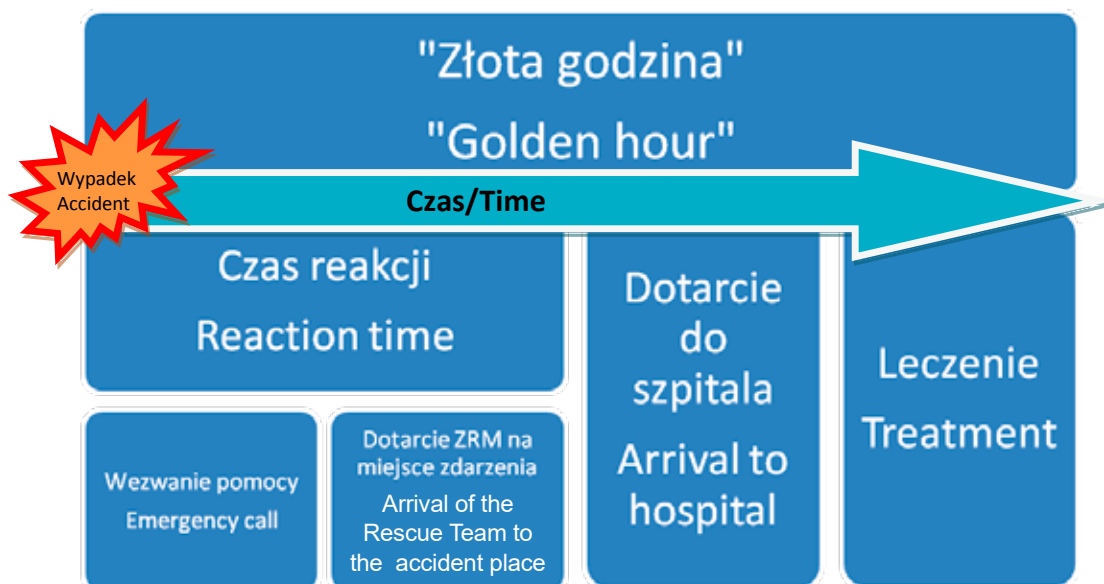 "Złota godzina"
"Golden hour"
Wypadek
Accident
Czas/Time
Czas reakcji
Reaction time
Wezwanie pomocy
Emergency call
Dotarcie ZRM na
miejsce zdarzenia
Arrival of the
Rescue Team to
the accident place
Dotarcie
do
szpitala
Arrival to
hospital
Leczenie
Treatment